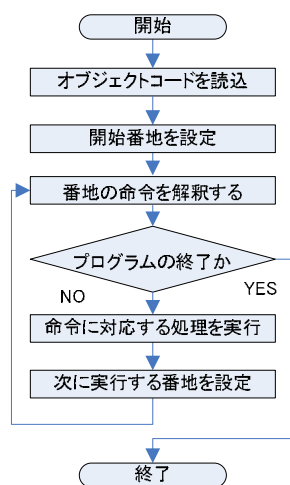 開始
オブジェクトコードを読込
開始番地を設定
番地の命令を解釈する
プログラムの終了か
NO
YES
命令に対応する処理を実行
次に実行する番地を設定
終了